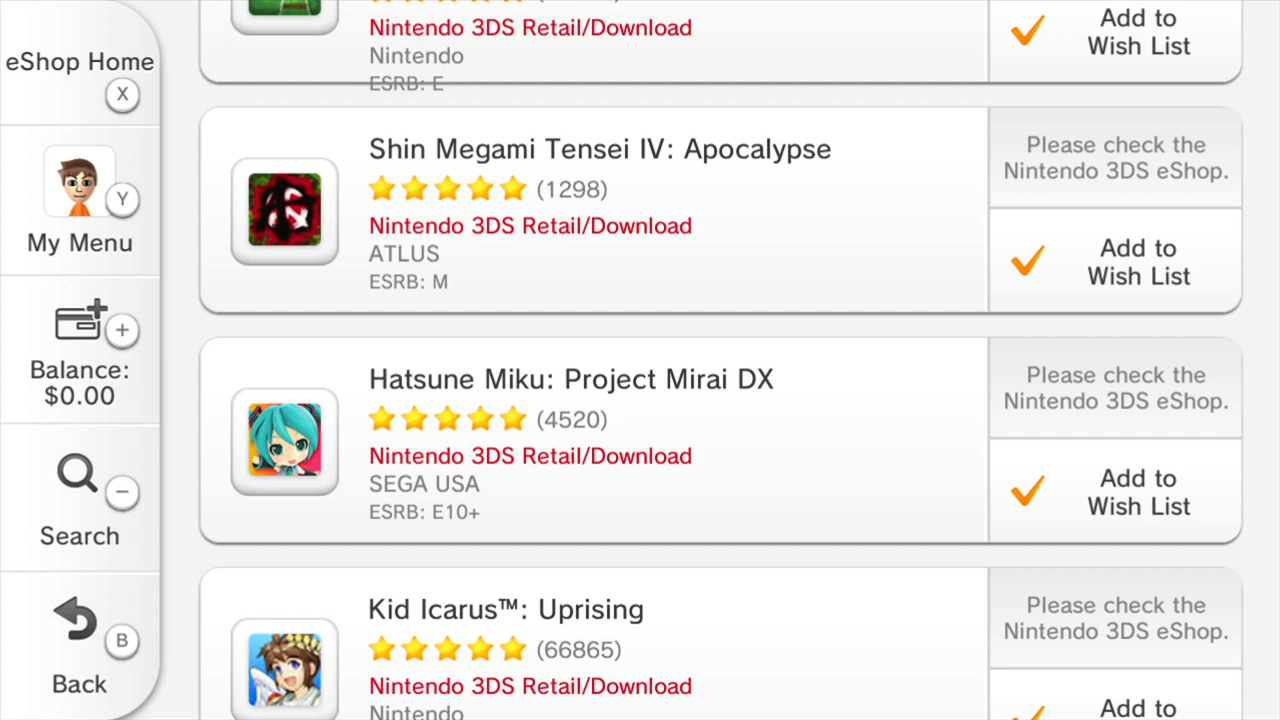 eShop Home
X
Y
My Menu
+
Balance:
$0.00
−
Search
B
Back
Nintendo 3DS Retail/Download
Nintendo
ESRB: E
Add to
Wish List
Shin Megami Tensei IV: Apocalypse
(1298)
Nintendo 3DS Retail/Download
ATLUS
ESRB: M
Please check the
Nintendo 3DS eShop.
Add to
Wish List
Hatsune Miku: Project Mirai DX
(4520)
Nintendo 3DS Retail/Download
SEGA USA
ESRB: E10+
Please check the
Nintendo 3DS eShop.
Add to
Wish List
Kid Icarus™: Uprising
(66865)
Nintendo 3DS Retail/Download
Nintendo
Please check the
Nintendo 3DS eShop.
Add to